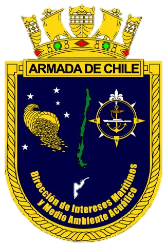 ARMADA DE CHILE
Dirección de Intereses Marítimos
y Medio Ambiente Acuático